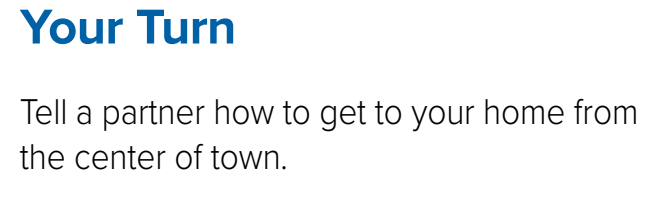 Your Turn
Tell a partner how to get to your home from
the center of town.